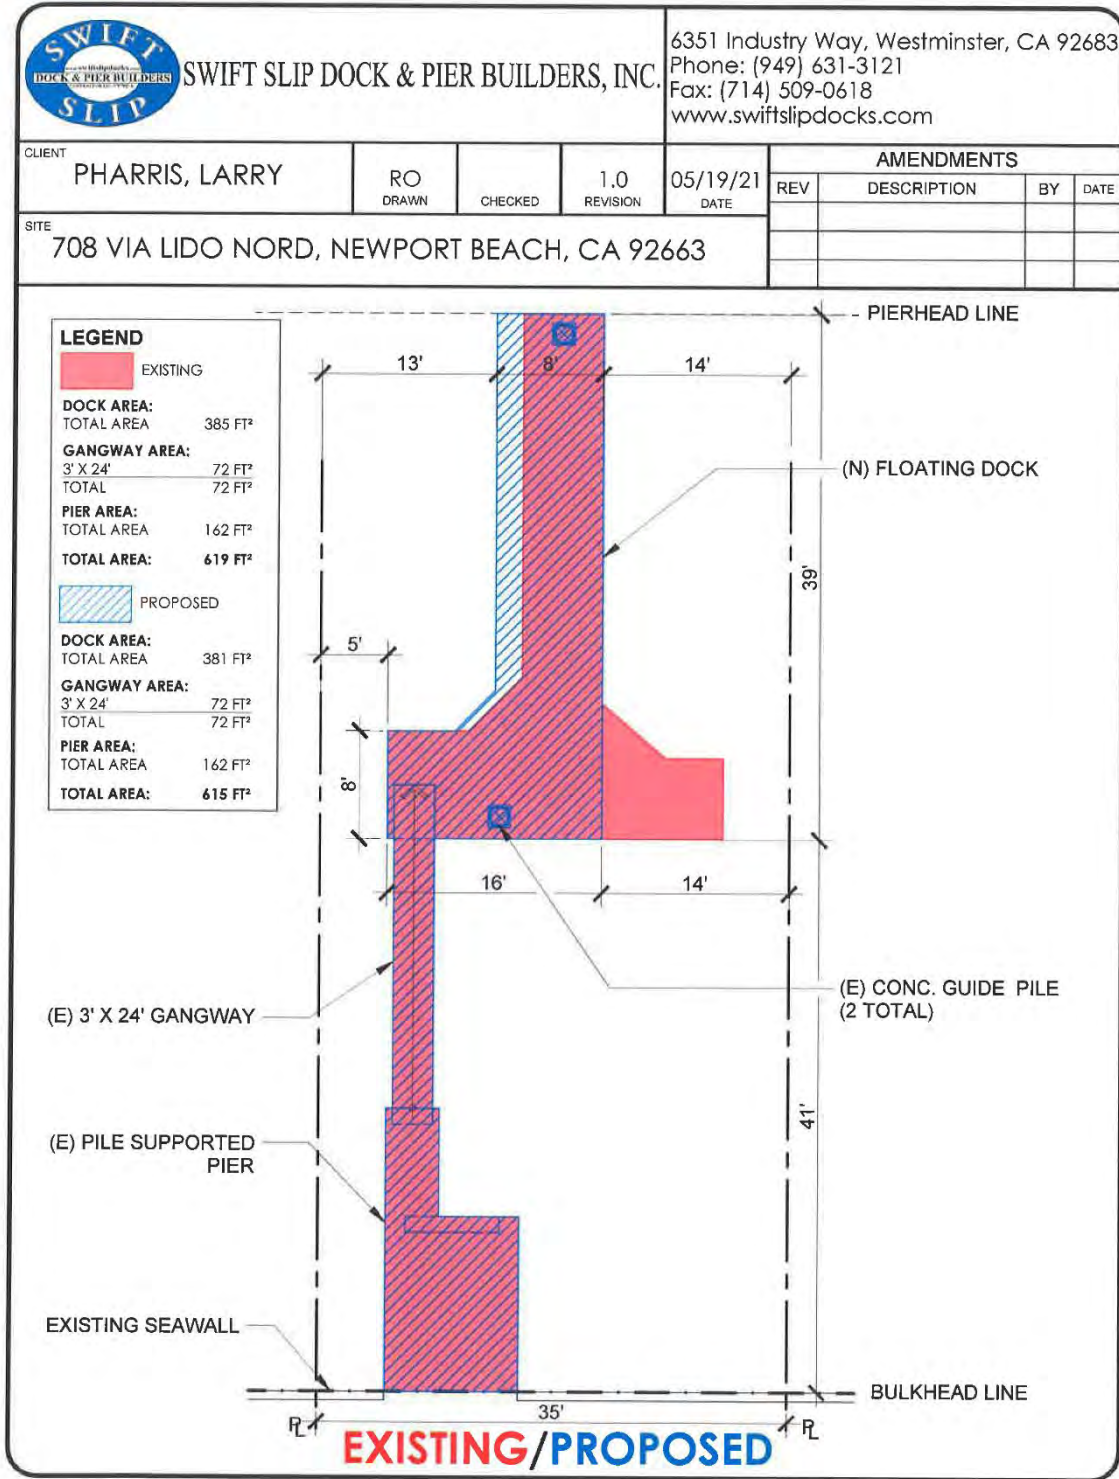 SWIFT
www.swiftslipdocks.com
DOCK & PIER BUILDERS
SLIP
SWIFT SLIP DOCK & PIER BUILDERS, INC.
6351 Industry Way, Westminster, CA 92683
Phone: (949) 631-3121
Fax: (714) 509-0618
www.swiftslipdocks.com
CLIENT
PHARRIS, LARRY
RO
DRAWN
CHECKED
1.0
REVISION
05/19/21
DATE
AMENDMENTS
REV DESCRIPTION BY DATE
SITE
708 VIA LIDO NORD, NEWPORT BEACH, CA 92663
LEGEND
EXISTING
DOCK AREA:
TOTAL AREA 385 FT²
GANGWAY AREA:
3' X 24' 72 FT²
TOTAL 72 FT²
PIER AREA:
TOTAL AREA 162 FT²
TOTAL AREA: 619 FT²
PROPOSED
DOCK AREA:
TOTAL AREA 381 FT²
GANGWAY AREA:
3' X 24' 72 FT²
TOTAL 72 FT²
PIER AREA:
TOTAL AREA 162 FT²
TOTAL AREA: 615 FT²
PIERHEAD LINE
13'
8'
14'
(N) FLOATING DOCK
39'
5'
8'
16'
14'
(E) CONC. GUIDE PILE
(2 TOTAL)
(E) 3' X 24' GANGWAY
41'
(E) PILE SUPPORTED
PIER
EXISTING SEAWALL
BULKHEAD LINE
35'
PL
PL
EXISTING/PROPOSED